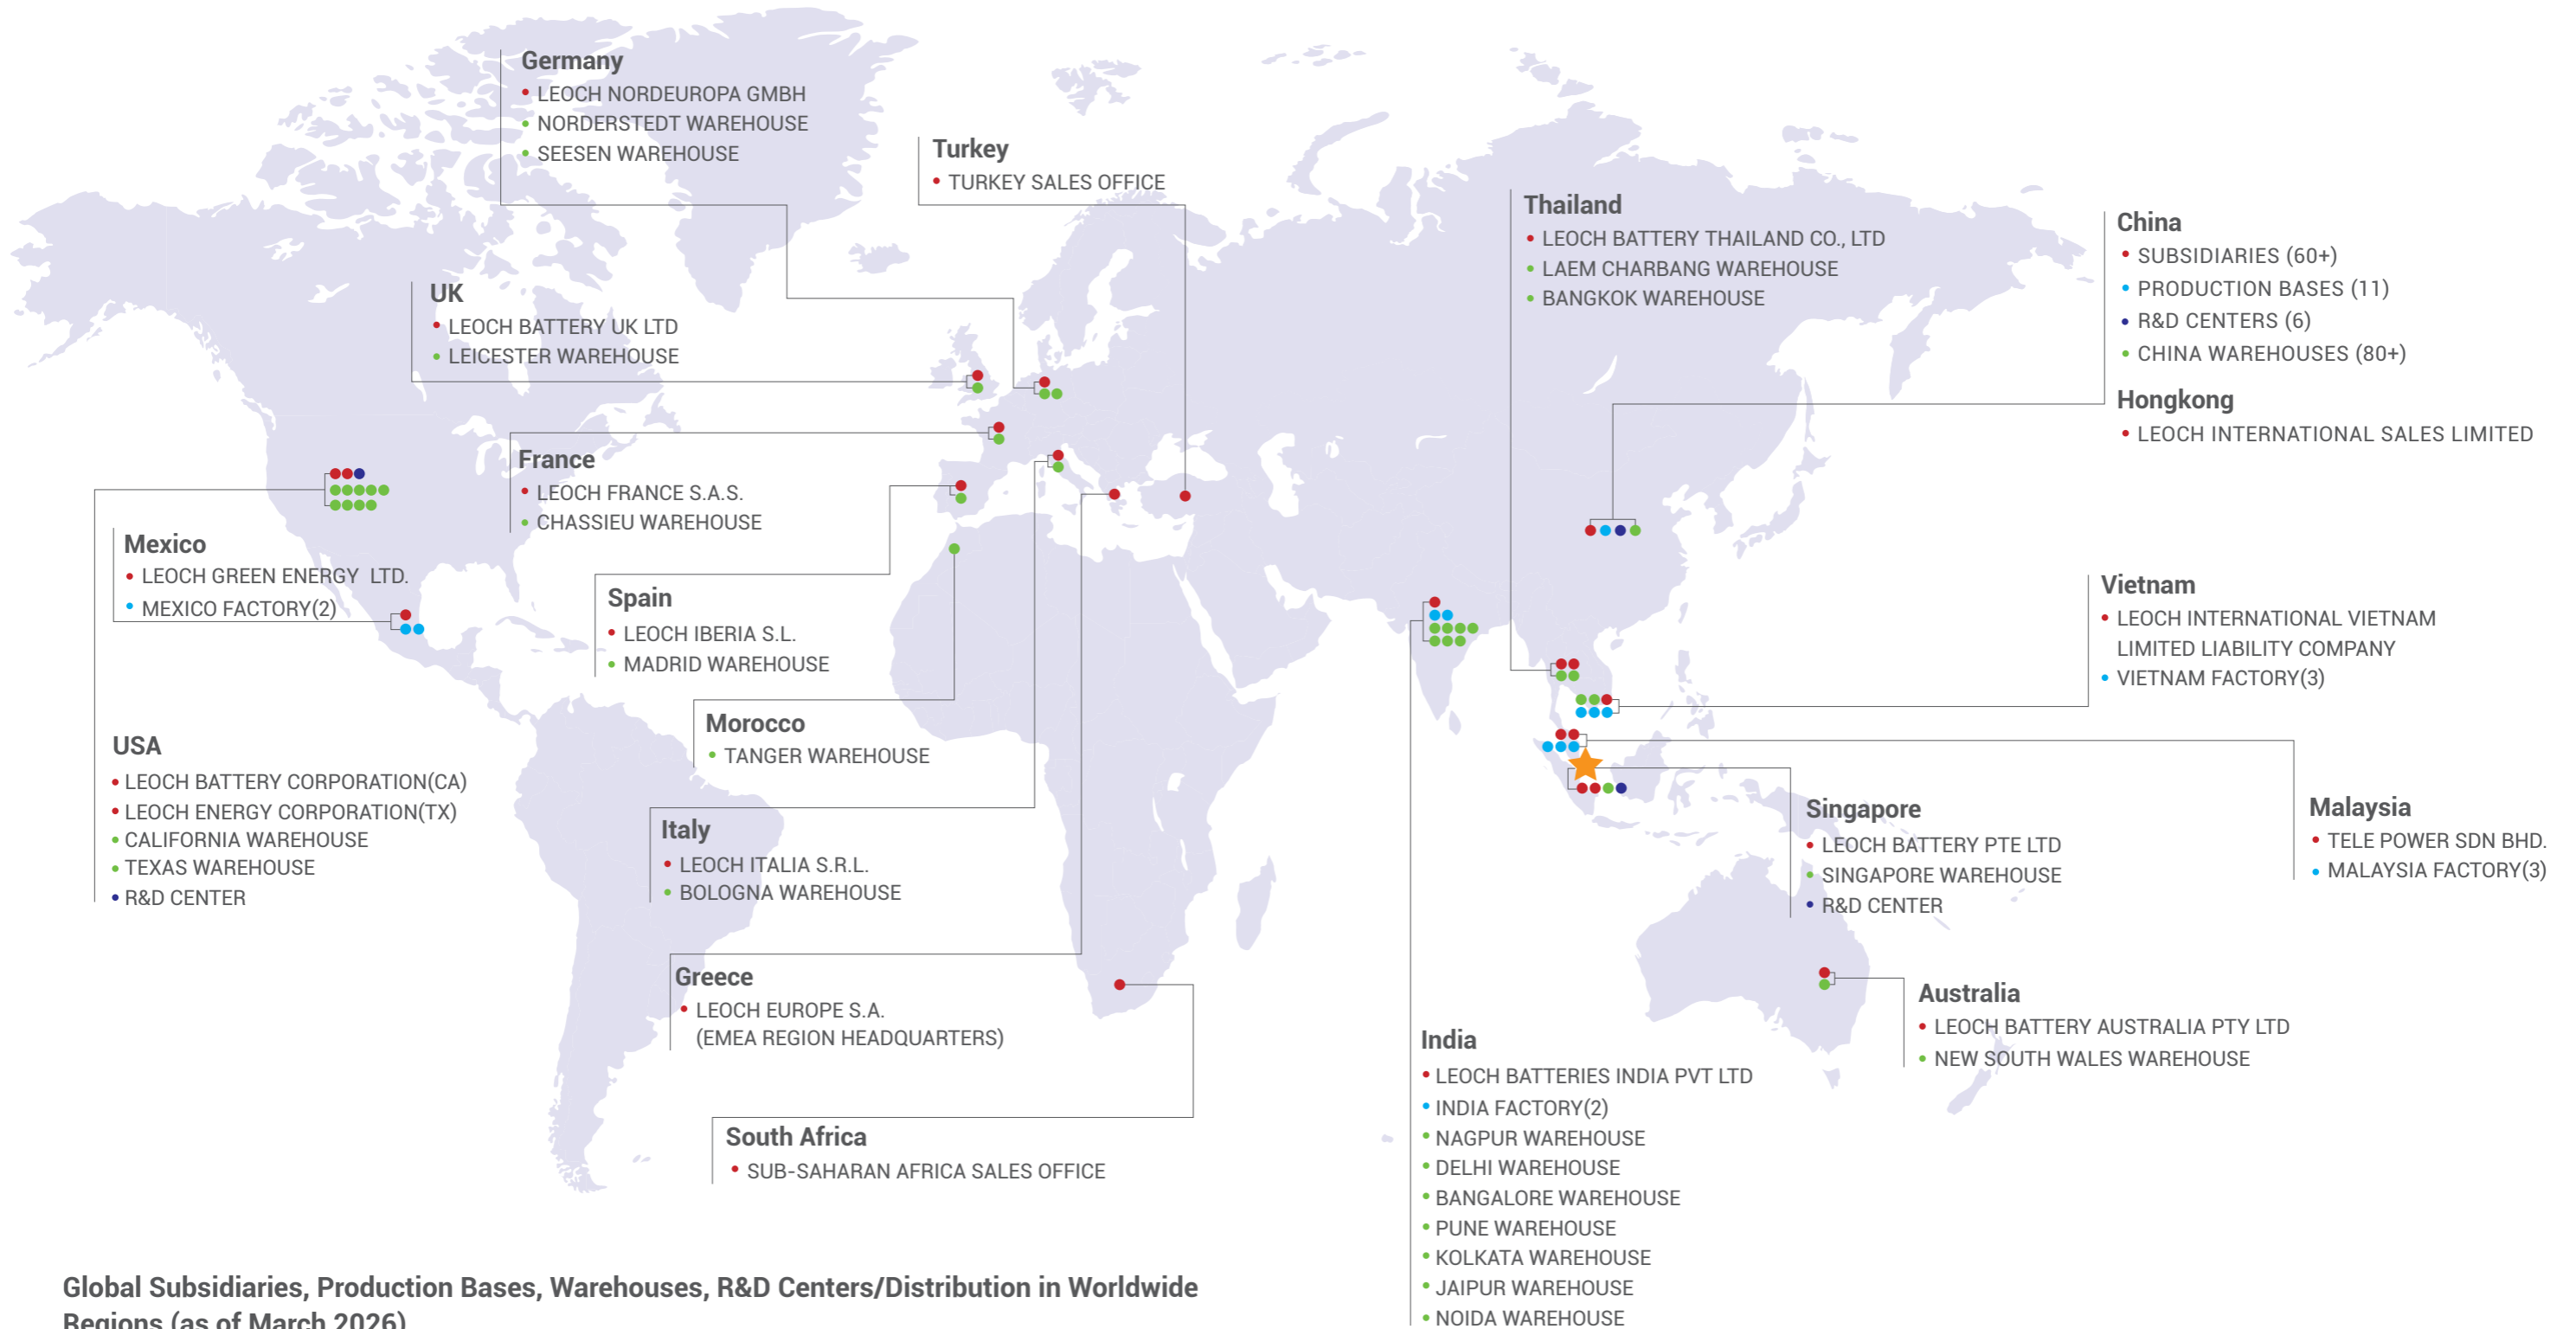 Germany
LEOCH NORDEUROPA GMBH
NORDERSTEDT WAREHOUSE
SEESEN WAREHOUSE
Turkey
TURKEY SALES OFFICE
Thailand
LEOCH BATTERY THAILAND CO., LTD
LAEM CHARBANG WAREHOUSE
BANGKOK WAREHOUSE
China
SUBSIDIARIES (60+)
PRODUCTION BASES (11)
R&D CENTERS (6)
CHINA WAREHOUSES (80+)
Hongkong
LEOCH INTERNATIONAL SALES LIMITED
UK
LEOCH BATTERY UK LTD
LEICESTER WAREHOUSE
France
LEOCH FRANCE S.A.S.
CHASSIEU WAREHOUSE
Mexico
LEOCH GREEN ENERGY LTD.
MEXICO FACTORY(2)
Spain
LEOCH IBERIA S.L.
MADRID WAREHOUSE
Vietnam
LEOCH INTERNATIONAL VIETNAM
LIMITED LIABILITY COMPANY
VIETNAM FACTORY(3)
Morocco
TANGER WAREHOUSE
USA
LEOCH BATTERY CORPORATION(CA)
LEOCH ENERGY CORPORATION(TX)
CALIFORNIA WAREHOUSE
TEXAS WAREHOUSE
R&D CENTER
Italy
LEOCH ITALIA S.R.L.
BOLOGNA WAREHOUSE
Singapore
LEOCH BATTERY PTE LTD
SINGAPORE WAREHOUSE
R&D CENTER
Malaysia
TELE POWER SDN BHD.
MALAYSIA FACTORY(3)
Greece
LEOCH EUROPE S.A.
(EMEA REGION HEADQUARTERS)
Australia
LEOCH BATTERY AUSTRALIA PTY LTD
NEW SOUTH WALES WAREHOUSE
South Africa
SUB-SAHARAN AFRICA SALES OFFICE
India
LEOCH BATTERIES INDIA PVT LTD
INDIA FACTORY(2)
NAGPUR WAREHOUSE
DELHI WAREHOUSE
BANGALORE WAREHOUSE
PUNE WAREHOUSE
KOLKATA WAREHOUSE
JAIPUR WAREHOUSE
NOIDA WAREHOUSE
Global Subsidiaries, Production Bases, Warehouses, R&D Centers/Distribution in Worldwide
Regions (as of March 2026)